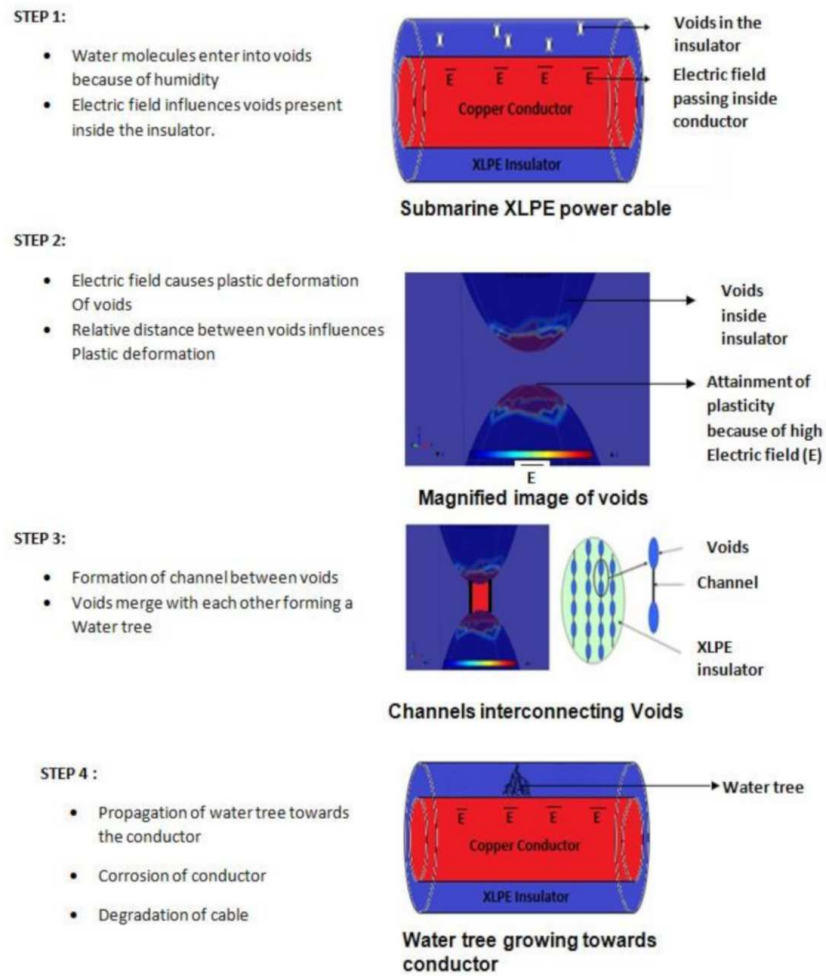 STEP 1:
• Water molecules enter into voids
because of humidity
• Electric field influences voids present
inside the insulator.
Voids in the
insulator
Electric field
passing inside
conductor
E E E E
Copper Conductor
XLPE Insulator
Submarine XLPE power cable
STEP 2:
• Electric field causes plastic deformation
Of voids
• Relative distance between voids influences
Plastic deformation
Voids
inside
insulator
Attainment of
plasticity
because of high
Electric field (E)
E
Magnified image of voids
STEP 3:
• Formation of channel between voids
• Voids merge with each other forming a
Water tree
Voids
Channel
XLPE
insulator
Channels interconnecting Voids
STEP 4 :
• Propagation of water tree towards
the conductor
• Corrosion of conductor
• Degradation of cable
Water tree
E E E E
Copper Conductor
XLPE Insulator
Water tree growing towards
conductor